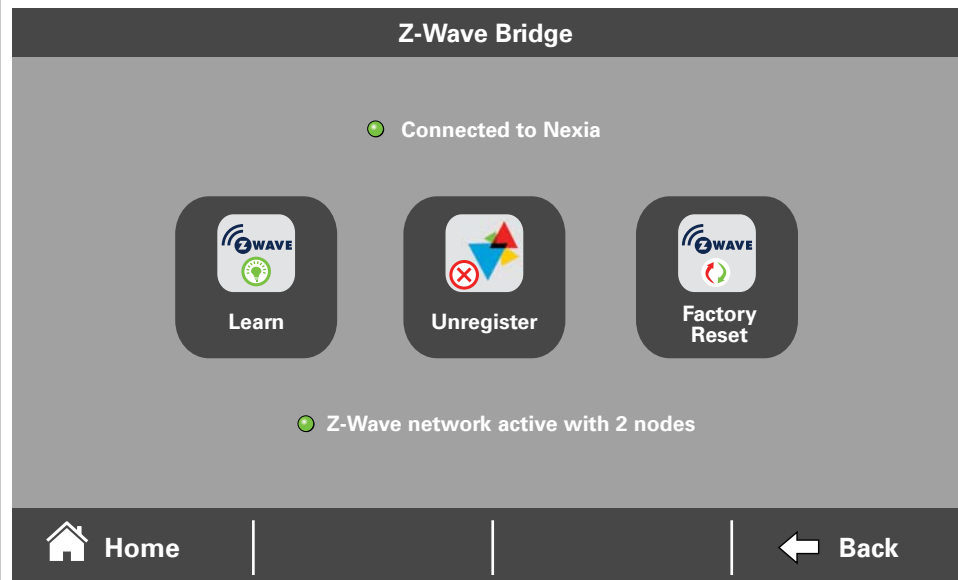 Z-Wave Bridge
Connected to Nexia
ZWAVE
ZWAVE
Learn
Unregister
Factory
Reset
Z-Wave network active with 2 nodes
Home
Back